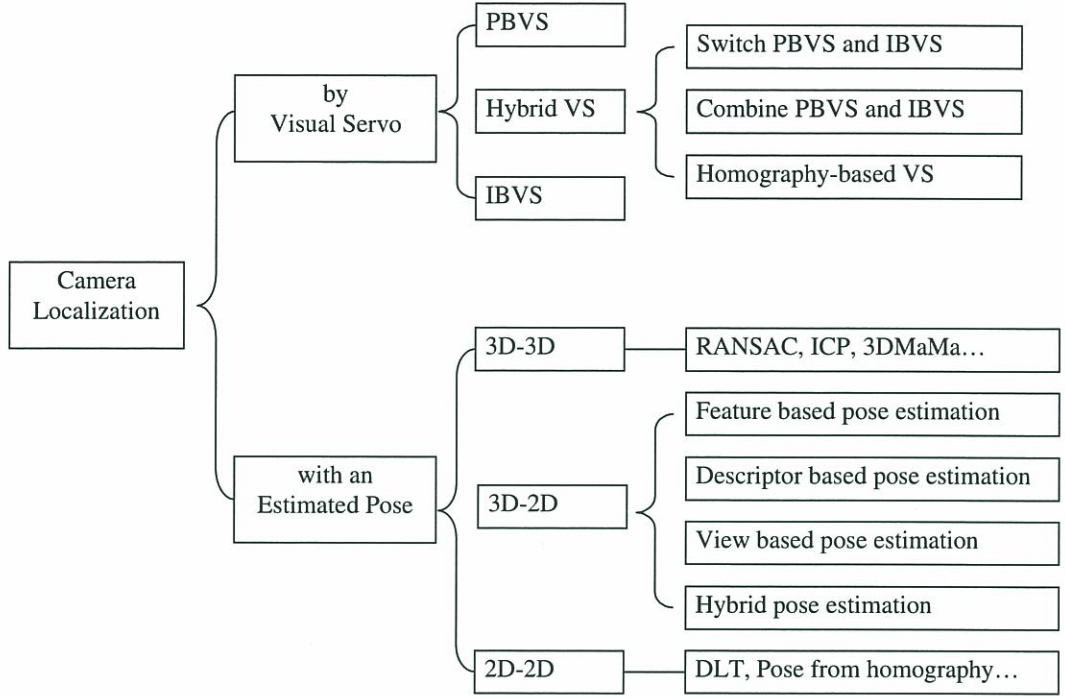 Camera
Localization
by
Visual Servo
PBVS
Hybrid VS
IBVS
Switch PBVS and IBVS
Combine PBVS and IBVS
Homography-based VS
with an
Estimated Pose
3D-3D
RANSAC, ICP, 3DMaMa…
3D-2D
Feature based pose estimation
Descriptor based pose estimation
View based pose estimation
Hybrid pose estimation
2D-2D
DLT, Pose from homography…